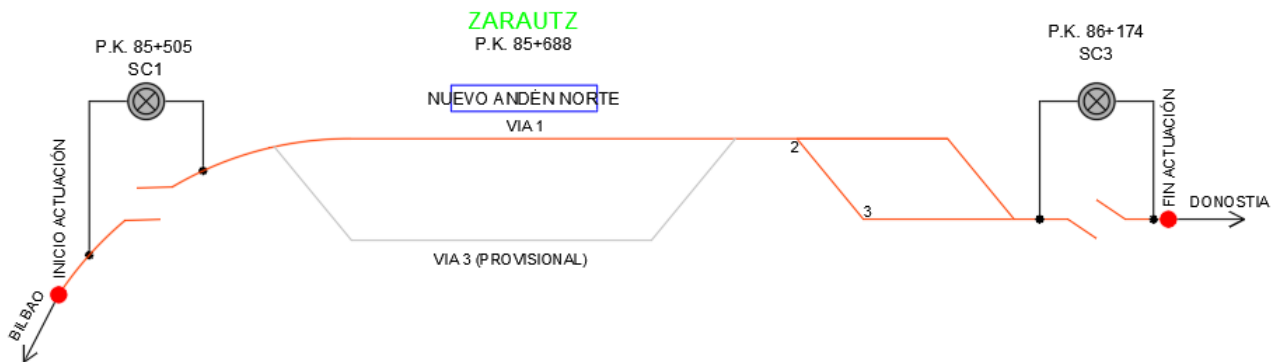 ZARAUTZ
P.K. 85+688
P.K. 85+505
SC1
P.K. 86+174
SC3
NUEVO ANDÉN NORTE
VIA 1
2
3
VIA 3 (PROVISIONAL)
INICIO ACTUACIÓN
BILBAO
FIN ACTUACIÓN
DONOSTIA